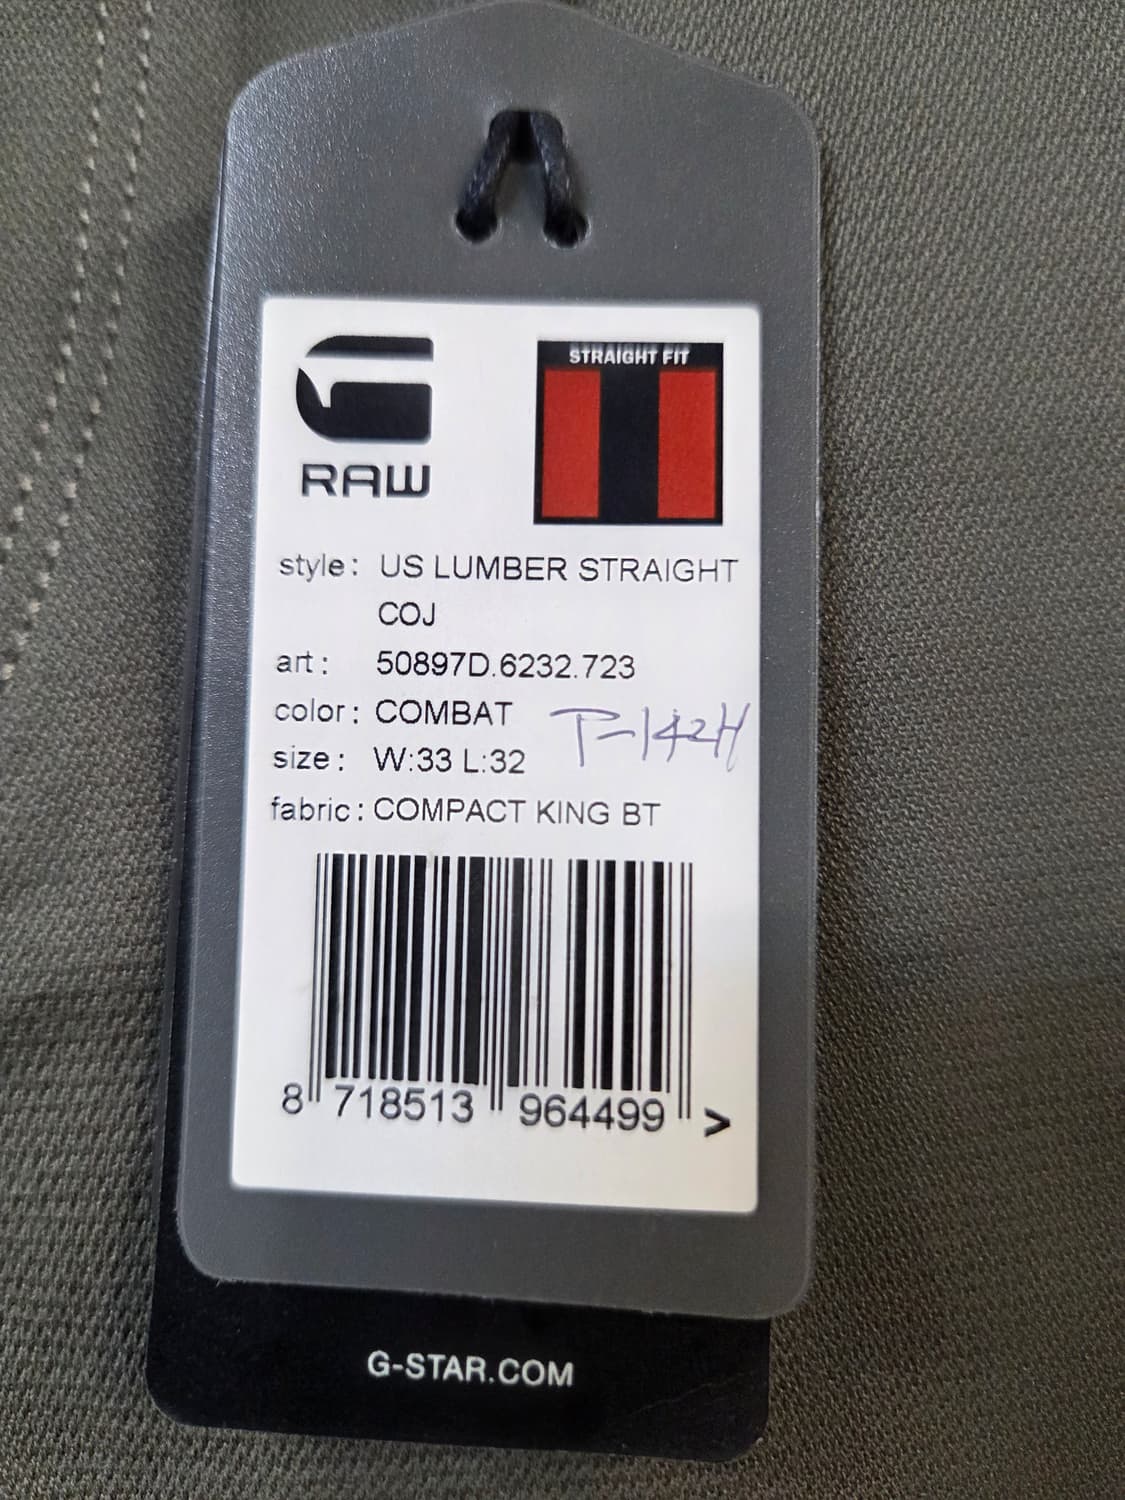 RAW
STRAIGHT FIT
style: US LUMBER STRAIGHT
COJ
art: 50897D.6232.723
color: COMBAT
P-142H
size: W:33 L:32
fabric: COMPACT KING BT
8 718513 964499 >
G-STAR.COM